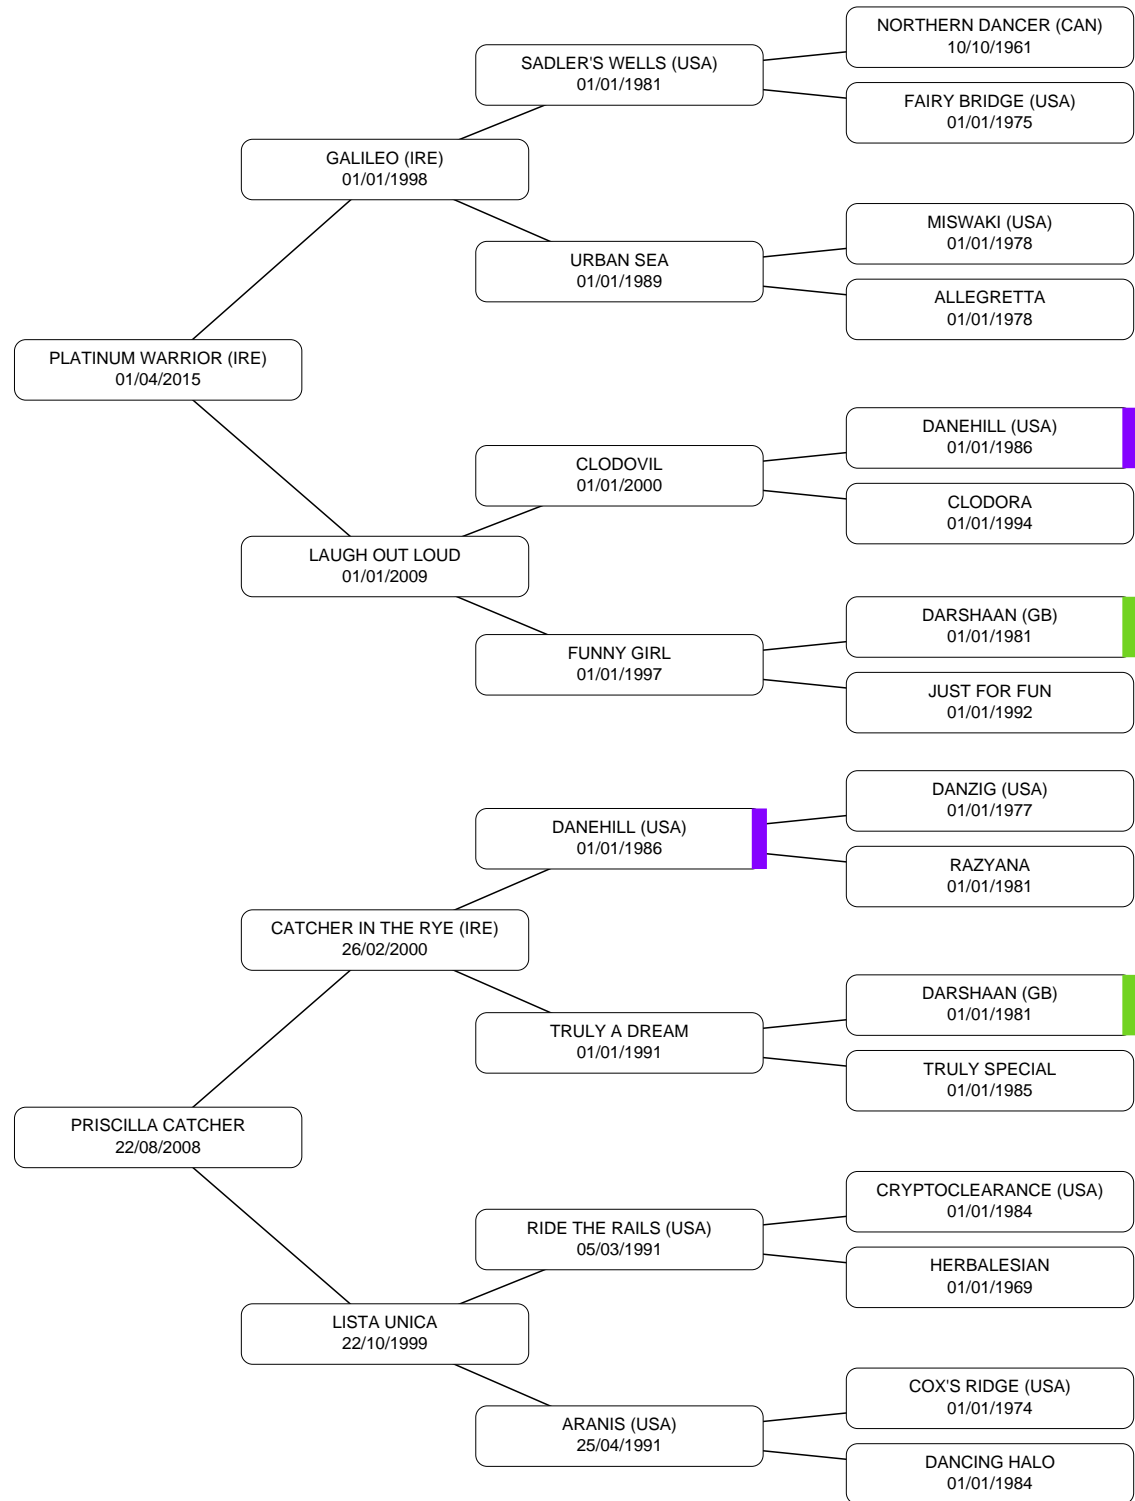 NORTHERN DANCER (CAN)
10/10/1961
SADLER'S WELLS (USA)
01/01/1981
FAIRY BRIDGE (USA)
01/01/1975
GALILEO (IRE)
01/01/1998
MISWAKI (USA)
01/01/1978
URBAN SEA
01/01/1989
ALLEGRETTA
01/01/1978
PLATINUM WARRIOR (IRE)
01/04/2015
DANEHILL (USA)
01/01/1986
CLODOVIL
01/01/2000
CLODORA
01/01/1994
LAUGH OUT LOUD
01/01/2009
DARSHAAN (GB)
01/01/1981
FUNNY GIRL
01/01/1997
JUST FOR FUN
01/01/1992
DANZIG (USA)
01/01/1977
DANEHILL (USA)
01/01/1986
RAZYANA
01/01/1981
CATCHER IN THE RYE (IRE)
26/02/2000
DARSHAAN (GB)
01/01/1981
TRULY A DREAM
01/01/1991
TRULY SPECIAL
01/01/1985
PRISCILLA CATCHER
22/08/2008
CRYPTOCLEARANCE (USA)
01/01/1984
RIDE THE RAILS (USA)
05/03/1991
HERBALESIAN
01/01/1969
LISTA UNICA
22/10/1999
COX'S RIDGE (USA)
01/01/1974
ARANIS (USA)
25/04/1991
DANCING HALO
01/01/1984